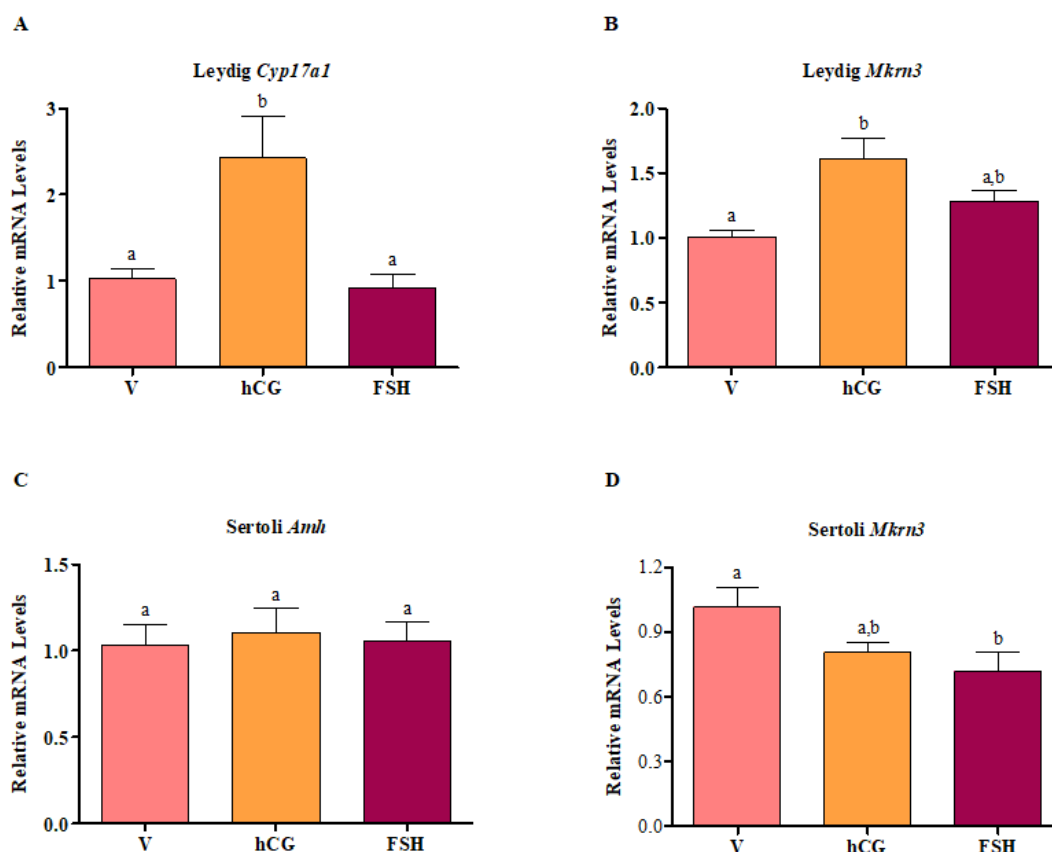 A
Leydig Cyp17a1
Relative mRNA Levels
3
2
1
0
a
b
a
V hCG FSH
B
Leydig Mkrn3
Relative mRNA Levels
2.0
1.5
1.0
0.5
0.0
a
b
a,b
V hCG FSH
C
Sertoli Amh
Relative mRNA Levels
1.5
1.0
0.5
0.0
a
a
a
V hCG FSH
D
Sertoli Mkrn3
Relative mRNA Levels
1.2
0.9
0.6
0.3
0.0
a
a,b
b
V hCG FSH